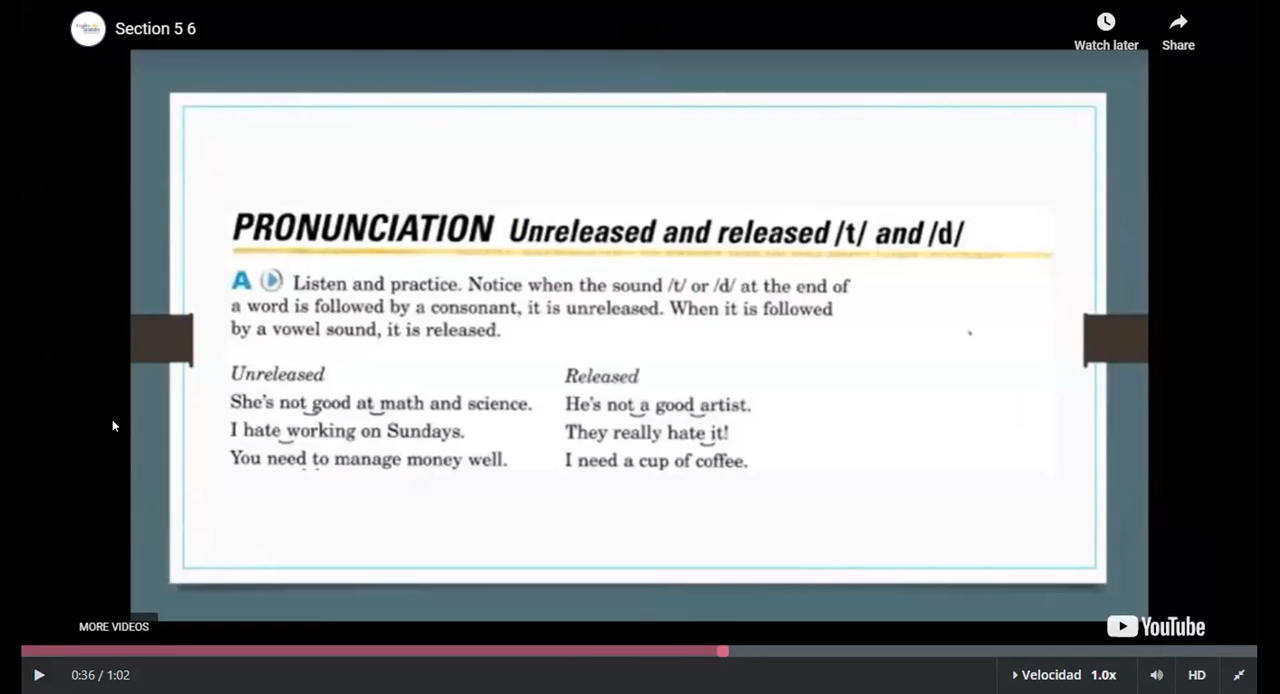 Section 5 6
Watch later
Share
PRONUNCIATION Unreleased and released /t/ and /d/
A Listen and practice. Notice when the sound /t/ or /d/ at the end of
a word is followed by a consonant, it is unreleased. When it is followed
by a vowel sound, it is released.
Unreleased
She's not good at math and science.
I hate working on Sundays.
You need to manage money well.
Released
He's not a good artist.
They really hate it!
I need a cup of coffee.
MORE VIDEOS
YouTube
0:36 / 1:02
Velocidad 1.0x
HD